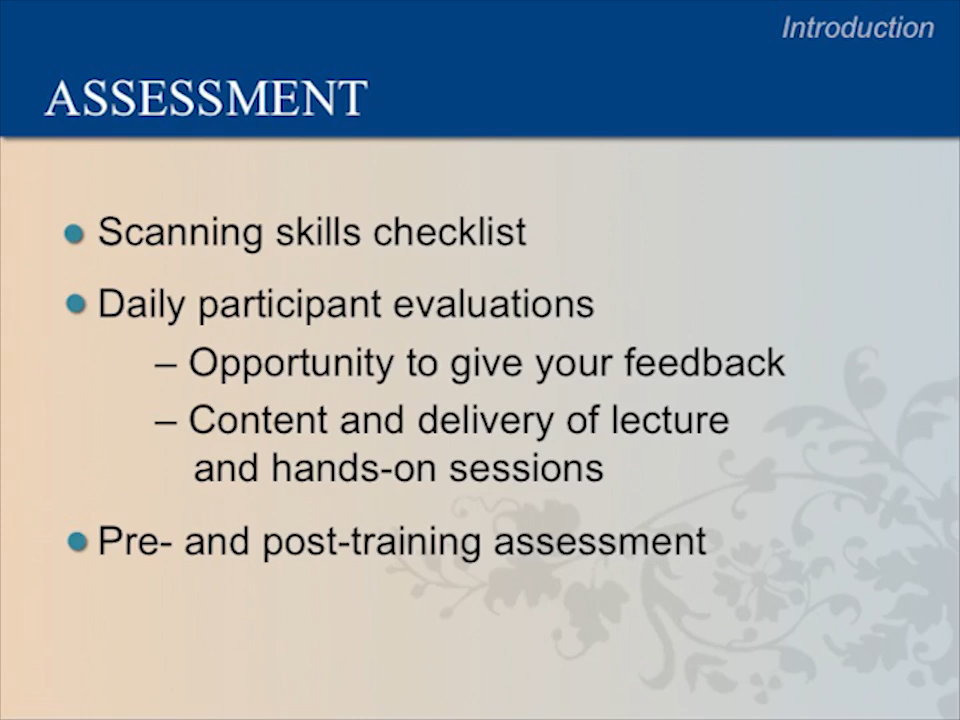 Introduction
ASSESSMENT
● Scanning skills checklist
● Daily participant evaluations
– Opportunity to give your feedback
– Content and delivery of lecture
and hands-on sessions
● Pre- and post-training assessment